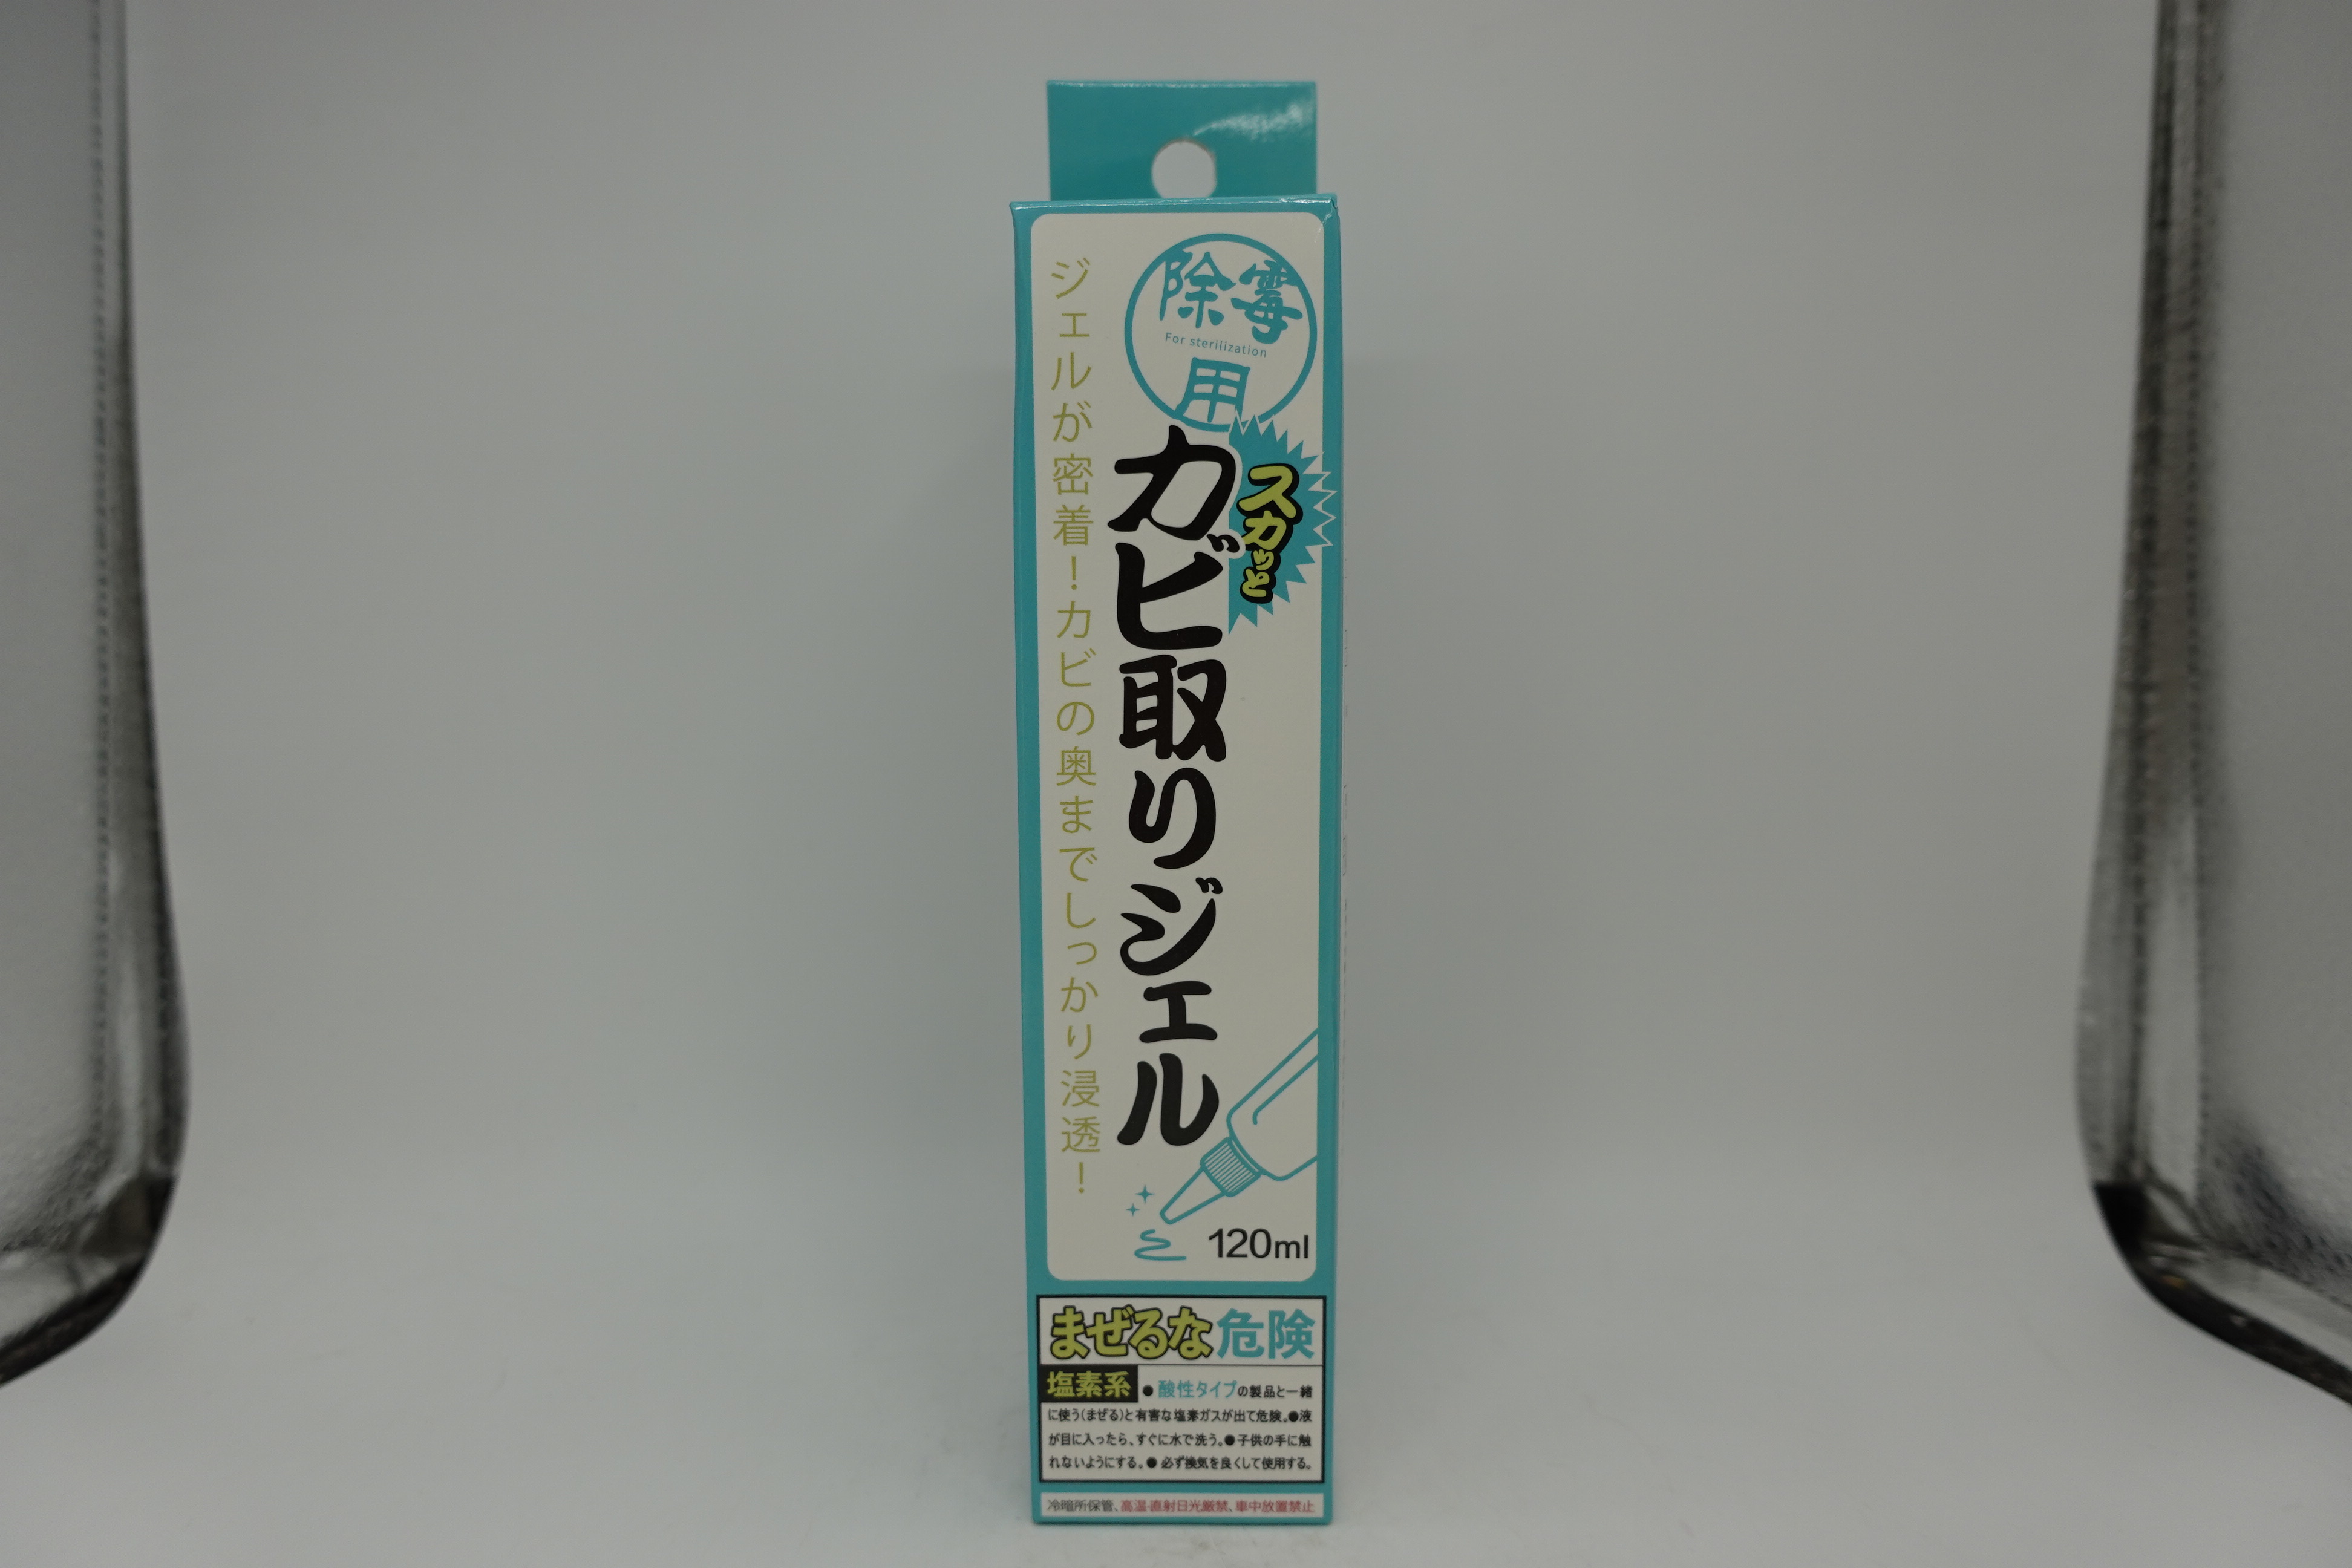 除霉
For sterilization
用
スカッと
カビ取りジェル
ジェルが密着！カビの奥までしっかり浸透！
120ml
まぜるな危険
塩素系 ●酸性タイプの製品と一緒
に使う(まぜる)と有害な塩素ガスが出て危険。●液
が目に入ったら、すぐに水で洗う。●子供の手に触
れないようにする。●必ず換気を良くして使用する。
冷暗所保管、高温・直射日光厳禁、車中放置禁止